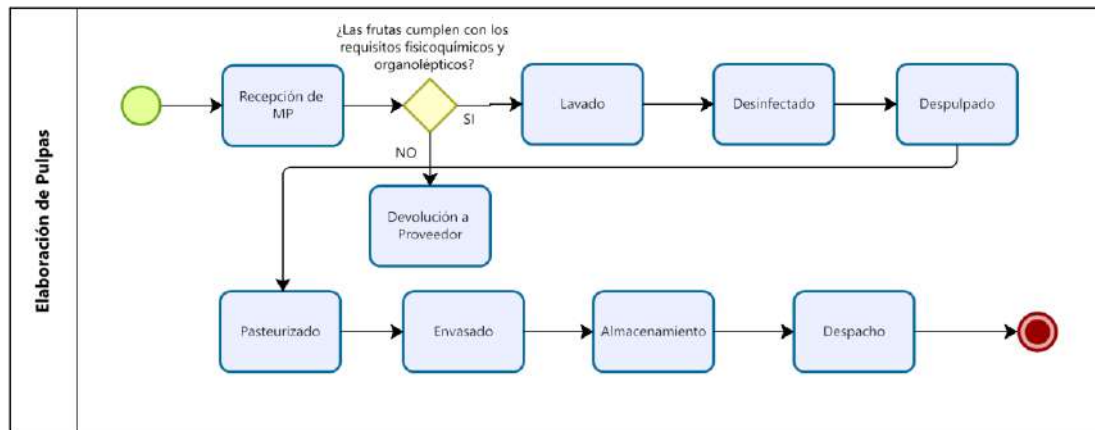 Elaboración de Pulpas
¿Las frutas cumplen con los
requisitos fisicoquímicos y
organolépticos?
Recepción de
MP
SI
Lavado
Desinfectado
Despulpado
NO
Devolución a
Proveedor
Pasteurizado
Envasado
Almacenamiento
Despacho